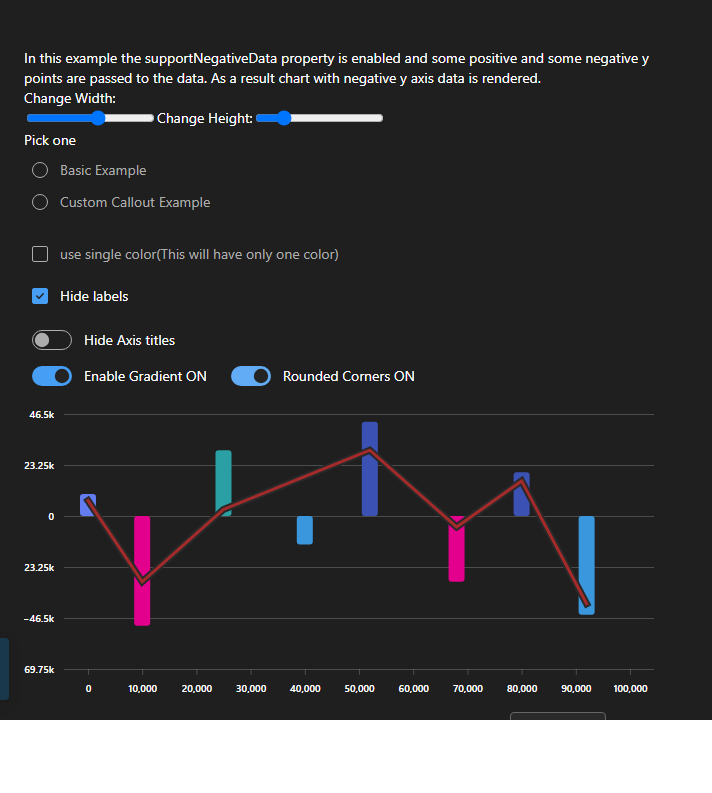 In this example the supportNegativeData property is enabled and some positive and some negative y
points are passed to the data. As a result chart with negative y axis data is rendered.
Change Width:
Change Height:
Pick one
Basic Example
Custom Callout Example
use single color(This will have only one color)
Hide labels
Hide Axis titles
Enable Gradient ON Rounded Corners ON
46.5k
23.25k
0
23.25k
−46.5k
69.75k
0 10,000 20,000 30,000 40,000 50,000 60,000 70,000 80,000 90,000 100,000